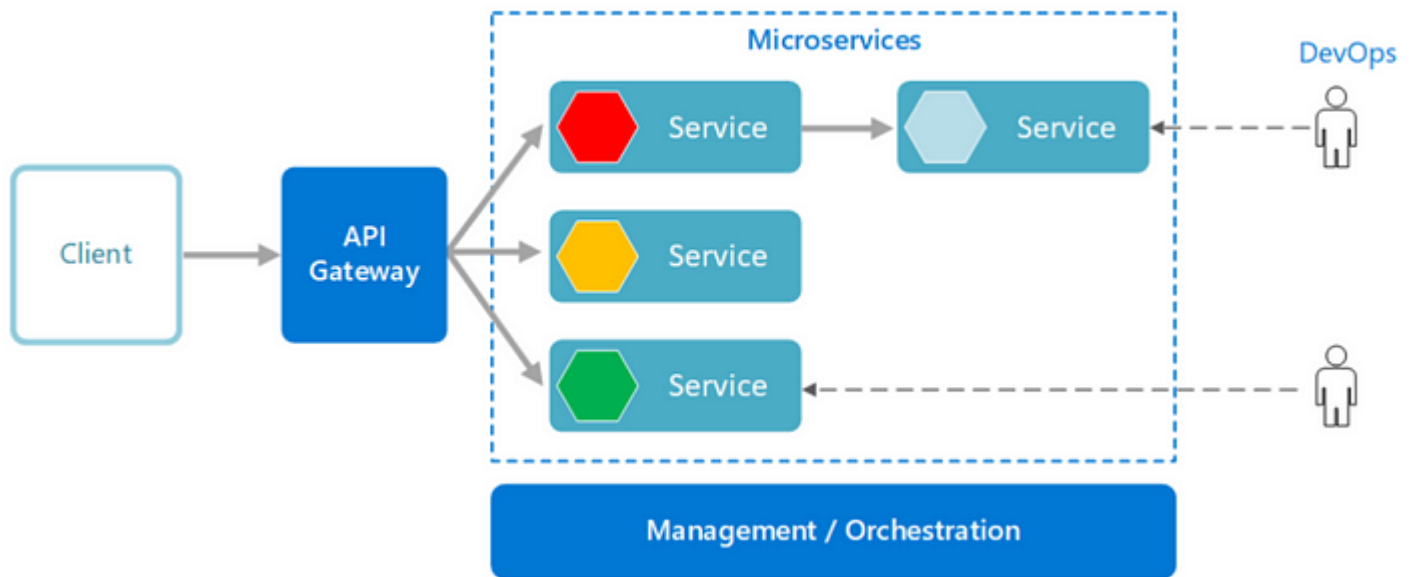 Microservices
DevOps
Service
Service
Client
API
Gateway
Service
Service
Management / Orchestration